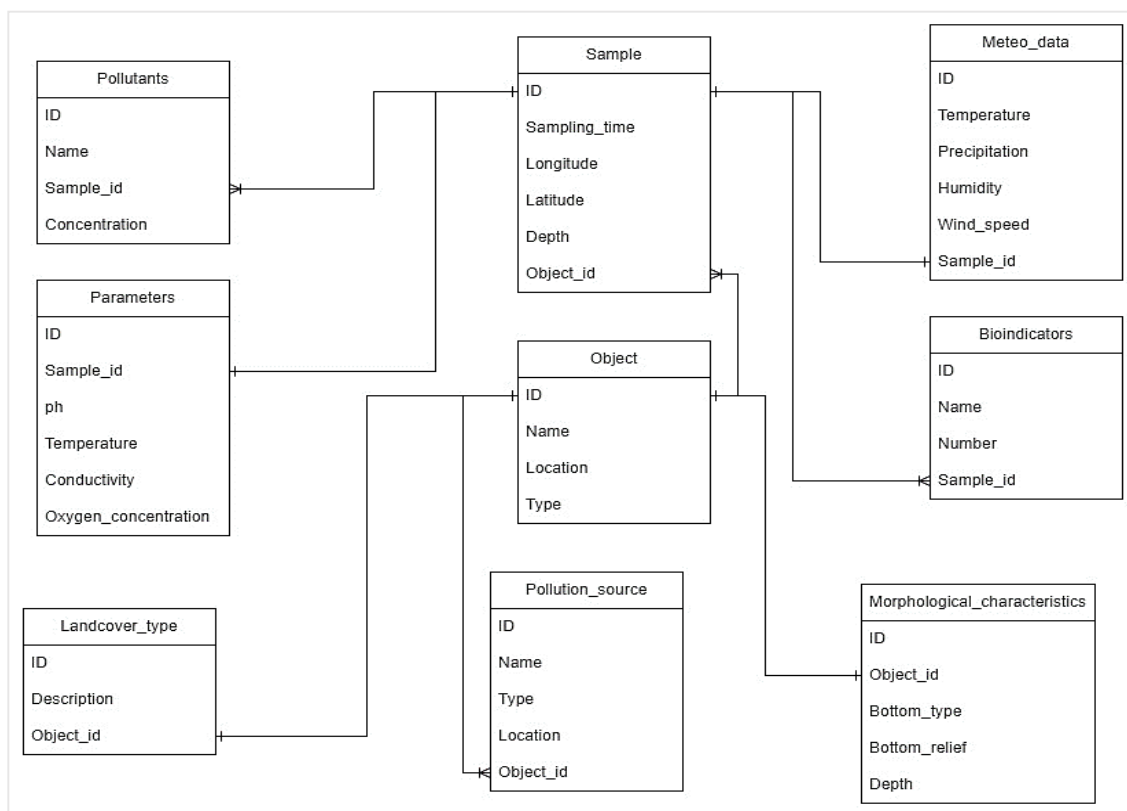 Pollutants
ID
Name
Sample_id
Concentration
Parameters
ID
Sample_id
ph
Temperature
Conductivity
Oxygen_concentration
Landcover_type
ID
Description
Object_id
Sample
ID
Sampling_time
Longitude
Latitude
Depth
Object_id
Object
ID
Name
Location
Type
Pollution_source
ID
Name
Type
Location
Object_id
Meteo_data
ID
Temperature
Precipitation
Humidity
Wind_speed
Sample_id
Bioindicators
ID
Name
Number
Sample_id
Morphological_characteristics
ID
Object_id
Bottom_type
Bottom_relief
Depth